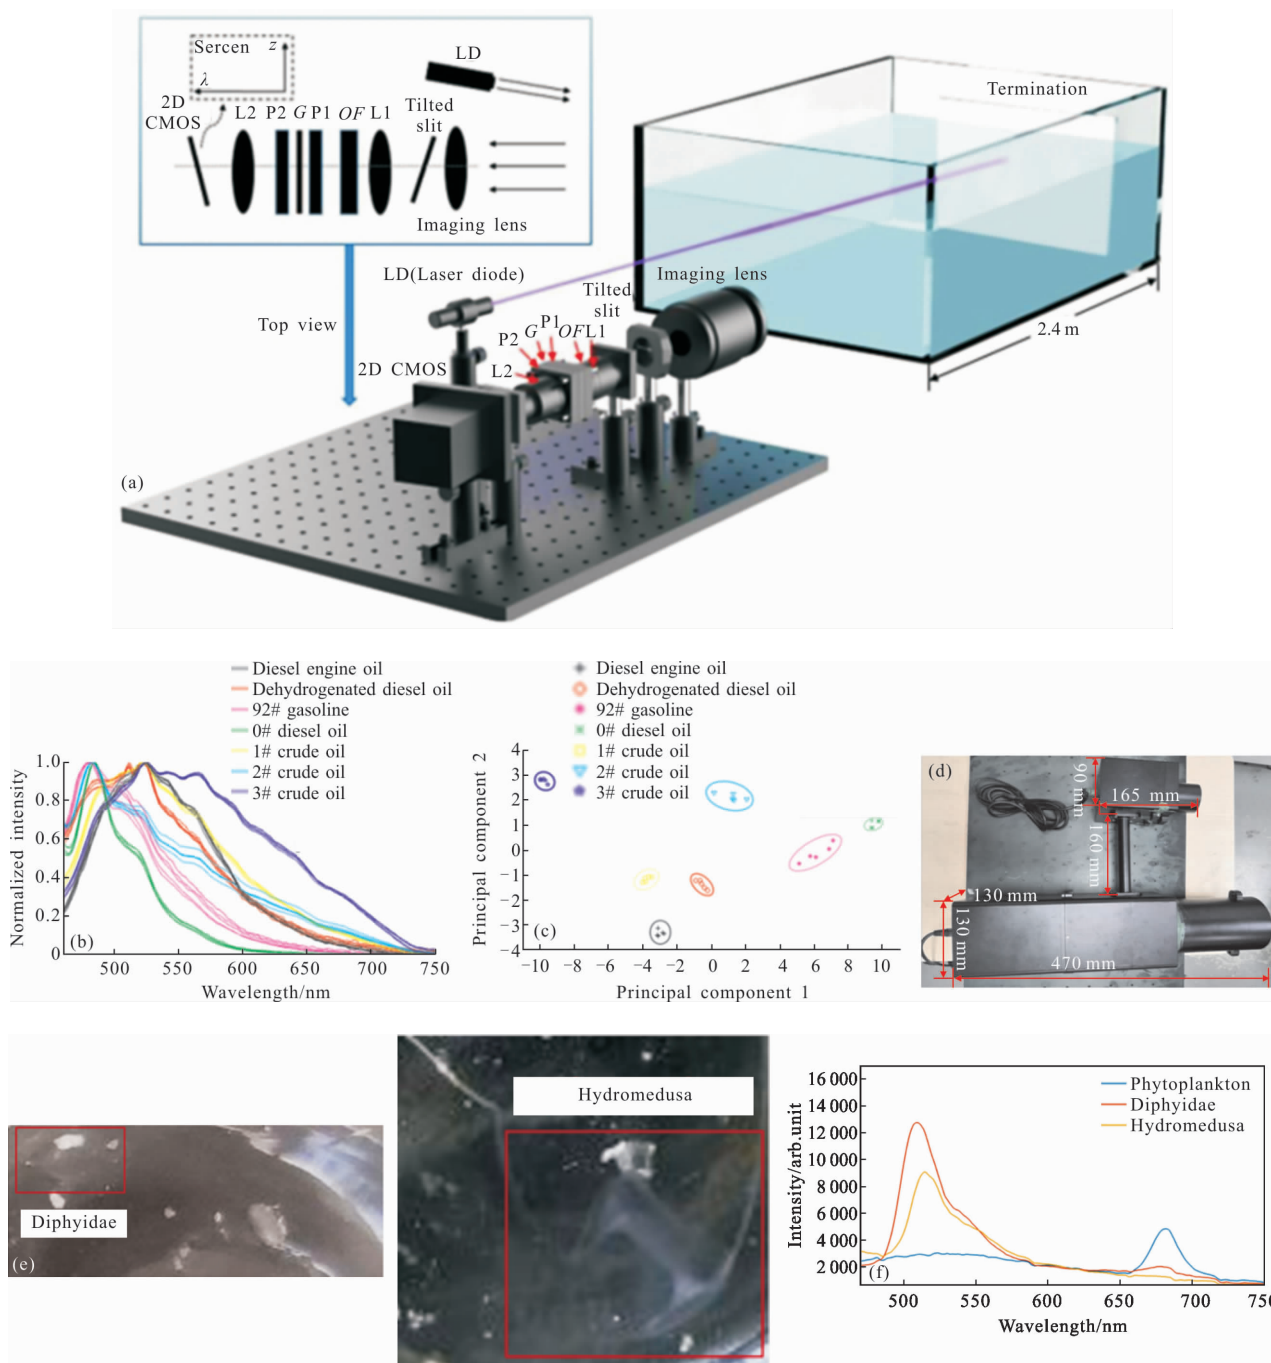 Sercen
z
λ
LD
Termination
2D
CMOS
L2
P2
G
P1
OF
L1
Tilted
slit
Imaging lens
LD(Laser diode)
Imaging lens
Tilted
slit
Top view
P2
G
P1
OF
L1
L2
2D CMOS
2.4 m
(a)
Diesel engine oil
Dehydrogenated diesel oil
92# gasoline
0# diesel oil
1# crude oil
2# crude oil
3# crude oil
Normalized intensity
1.0
0.8
0.6
0.4
0.2
0
(b)
500 550 600 650 700 750
Wavelength/nm
Diesel engine oil
Dehydrogenated diesel oil
92# gasoline
0# diesel oil
1# crude oil
2# crude oil
3# crude oil
Principal component 2
4
3
2
1
0
−1
−2
−3
−4
(c)
−10 −8 −6 −4 −2 0 2 4 6 8 10
Principal component 1
(d)
90 mm
165 mm
160 mm
130 mm
130 mm
470 mm
Diphyidae
(e)
Hydromedusa
Phytoplankton
Diphyidae
Hydromedusa
Intensity/arb.unit
16 000
14 000
12 000
10 000
8 000
6 000
4 000
2 000
(f)
500 550 600 650 700 750
Wavelength/nm